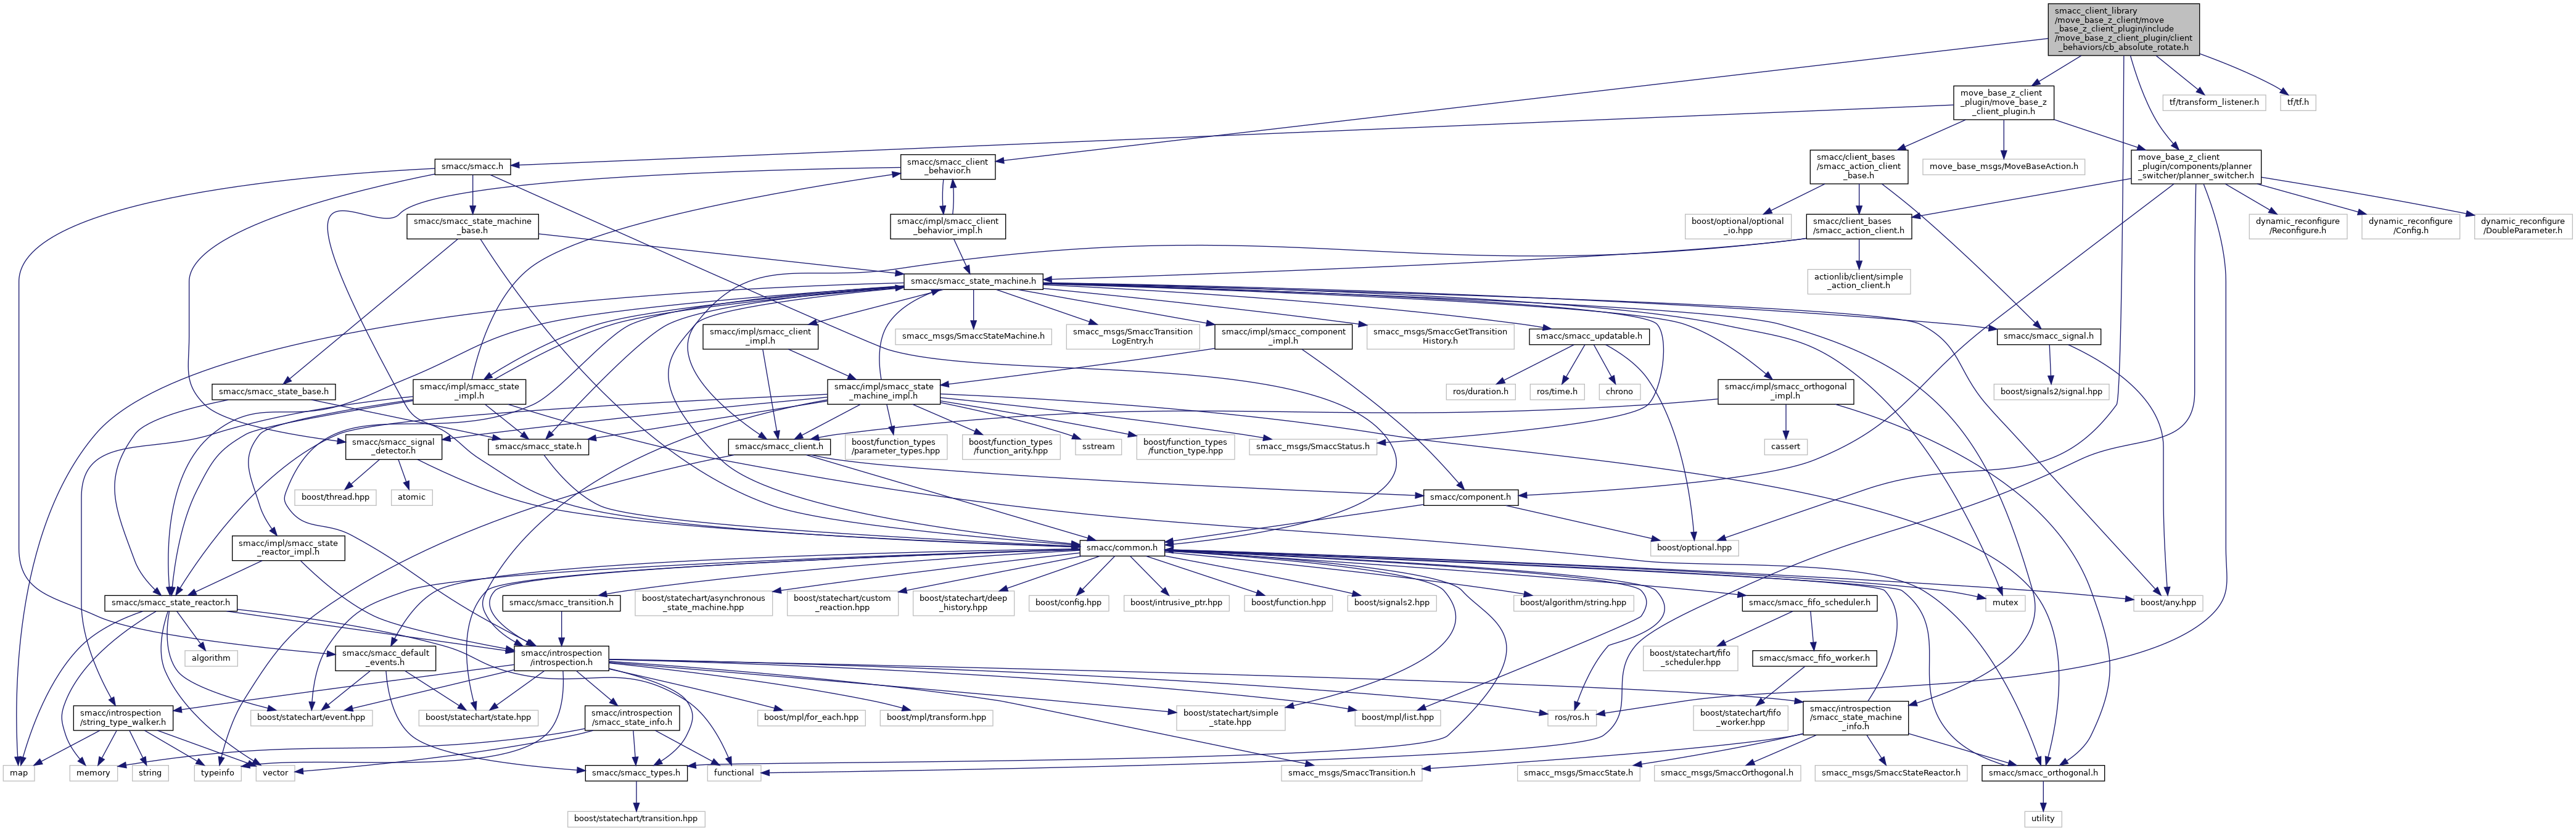 smacc_client_library
/move_base_z_client/move
_base_z_client_plugin/include
/move_base_z_client_plugin/client
_behaviors/cb_absolute_rotate.h
move_base_z_client
_plugin/move_base_z
_client_plugin.h
tf/transform_listener.h
tf/tf.h
smacc/smacc.h
smacc/smacc_client
_behavior.h
smacc/client_bases
/smacc_action_client
_base.h
move_base_msgs/MoveBaseAction.h
move_base_z_client
_plugin/components/planner
_switcher/planner_switcher.h
smacc/smacc_state_machine
_base.h
smacc/impl/smacc_client
_behavior_impl.h
boost/optional/optional
_io.hpp
smacc/client_bases
/smacc_action_client.h
dynamic_reconfigure
/Reconfigure.h
dynamic_reconfigure
/Config.h
dynamic_reconfigure
/DoubleParameter.h
smacc/smacc_state_machine.h
actionlib/client/simple
_action_client.h
smacc/impl/smacc_client
_impl.h
smacc_msgs/SmaccStateMachine.h
smacc_msgs/SmaccTransition
LogEntry.h
smacc/impl/smacc_component
_impl.h
smacc_msgs/SmaccGetTransition
History.h
smacc/smacc_updatable.h
smacc/smacc_signal.h
smacc/smacc_state_base.h
smacc/impl/smacc_state
_impl.h
smacc/impl/smacc_state
_machine_impl.h
ros/duration.h
ros/time.h
chrono
smacc/impl/smacc_orthogonal
_impl.h
boost/signals2/signal.hpp
smacc/smacc_signal
_detector.h
smacc/smacc_state.h
smacc/smacc_client.h
boost/function_types
/parameter_types.hpp
boost/function_types
/function_arity.hpp
sstream
boost/function_types
/function_type.hpp
smacc_msgs/SmaccStatus.h
cassert
boost/thread.hpp
atomic
smacc/component.h
smacc/impl/smacc_state
_reactor_impl.h
smacc/common.h
boost/optional.hpp
smacc/smacc_state_reactor.h
smacc/smacc_transition.h
boost/statechart/asynchronous
_state_machine.hpp
boost/statechart/custom
_reaction.hpp
boost/statechart/deep
_history.hpp
boost/config.hpp
boost/intrusive_ptr.hpp
boost/function.hpp
boost/signals2.hpp
boost/algorithm/string.hpp
smacc/smacc_fifo_scheduler.h
mutex
boost/any.hpp
algorithm
smacc/smacc_default
_events.h
smacc/introspection
/introspection.h
boost/statechart/fifo
_scheduler.hpp
smacc/smacc_fifo_worker.h
smacc/introspection
/string_type_walker.h
boost/statechart/event.hpp
boost/statechart/state.hpp
smacc/introspection
/smacc_state_info.h
boost/mpl/for_each.hpp
boost/mpl/transform.hpp
boost/statechart/simple
_state.hpp
boost/mpl/list.hpp
ros/ros.h
boost/statechart/fifo
_worker.hpp
smacc/introspection
/smacc_state_machine
_info.h
map
memory
string
typeinfo
vector
smacc/smacc_types.h
functional
smacc_msgs/SmaccTransition.h
smacc_msgs/SmaccState.h
smacc_msgs/SmaccOrthogonal.h
smacc_msgs/SmaccStateReactor.h
smacc/smacc_orthogonal.h
boost/statechart/transition.hpp
utility